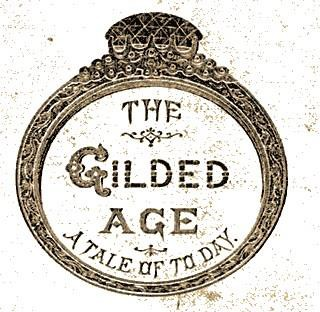 THE
GILDED
AGE
A TALE OF TO DAY.